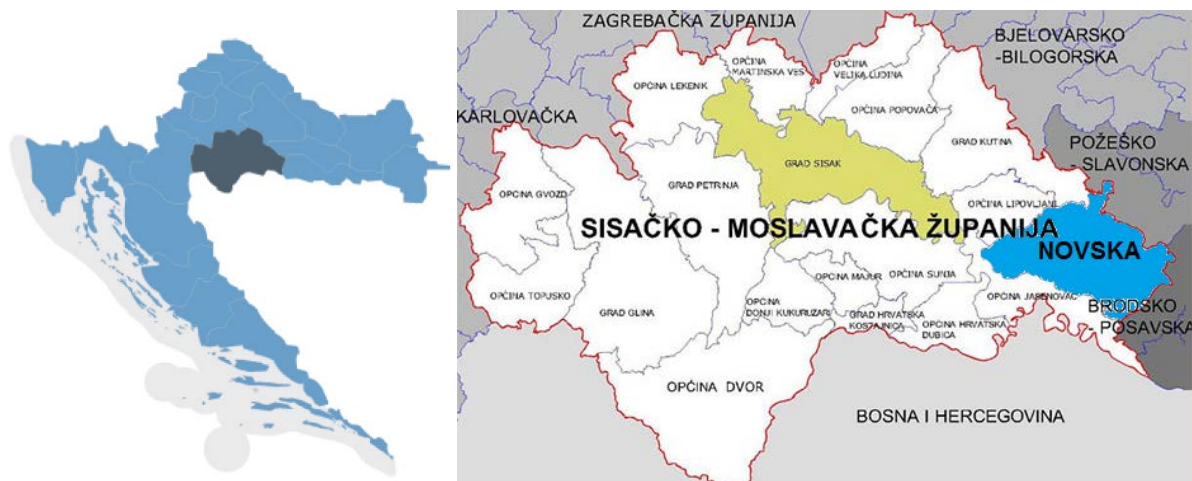 ZAGREBAČKA ŽUPANIJA
BJELOVARSKO
-BILOGORSKA
OPĆINA
MARTINSKA VES
OPĆINA
VELIKA LUDINA
OPĆINA LEKENIK
OPĆINA POPOVAČA
KARLOVAČKA
POŽEŠKO
- SLAVONSKA
GRAD KUTINA
GRAD SISAK
GRAD PETRINJA
OPĆINA GVOZD
OPĆINA LIPOVLJANI
SISAČKO - MOSLAVAČKA ŽUPANIJA
NOVSKA
OPĆINA MAJUR
OPĆINA SUNJA
OPĆINA TOPUSKO
OPĆINA JASENOVAC
GRAD GLINA
OPĆINA
DONJI KUKURUZARI
GRAD HRVATSKA
KOSTAJNICA
OPĆINA HRVATSKA
DUBICA
BRODSKO
- POSAVSKA
OPĆINA DVOR
BOSNA I HERCEGOVINA